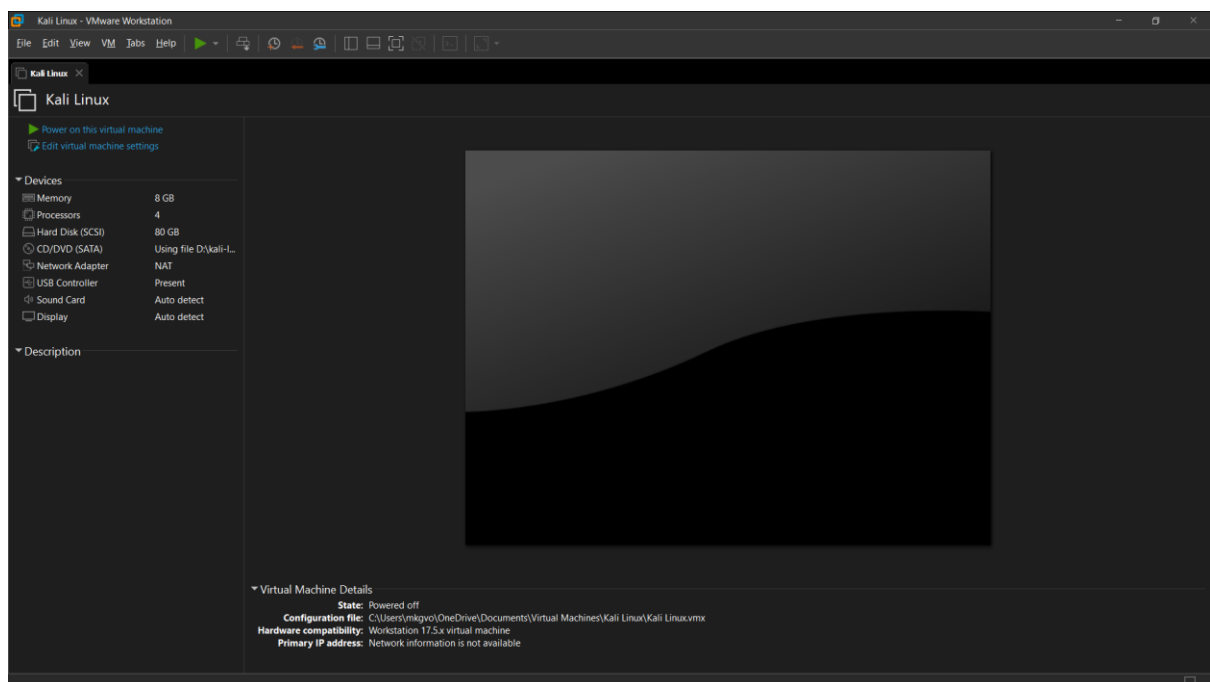 Kali Linux - VMware Workstation
File Edit View VM Tabs Help
Kali Linux
Kali Linux
Power on this virtual machine
Edit virtual machine settings
Devices
Memory 8 GB
Processors 4
Hard Disk (SCSI) 80 GB
CD/DVD (SATA) Using file D:\kali-l...
Network Adapter NAT
USB Controller Present
Sound Card Auto detect
Display Auto detect
Description
Virtual Machine Details
State: Powered off
Configuration file: C:\Users\mkgvo\OneDrive\Documents\Virtual Machines\Kali Linux\Kali Linux.vmx
Hardware compatibility: Workstation 17.5.x virtual machine
Primary IP address: Network information is not available